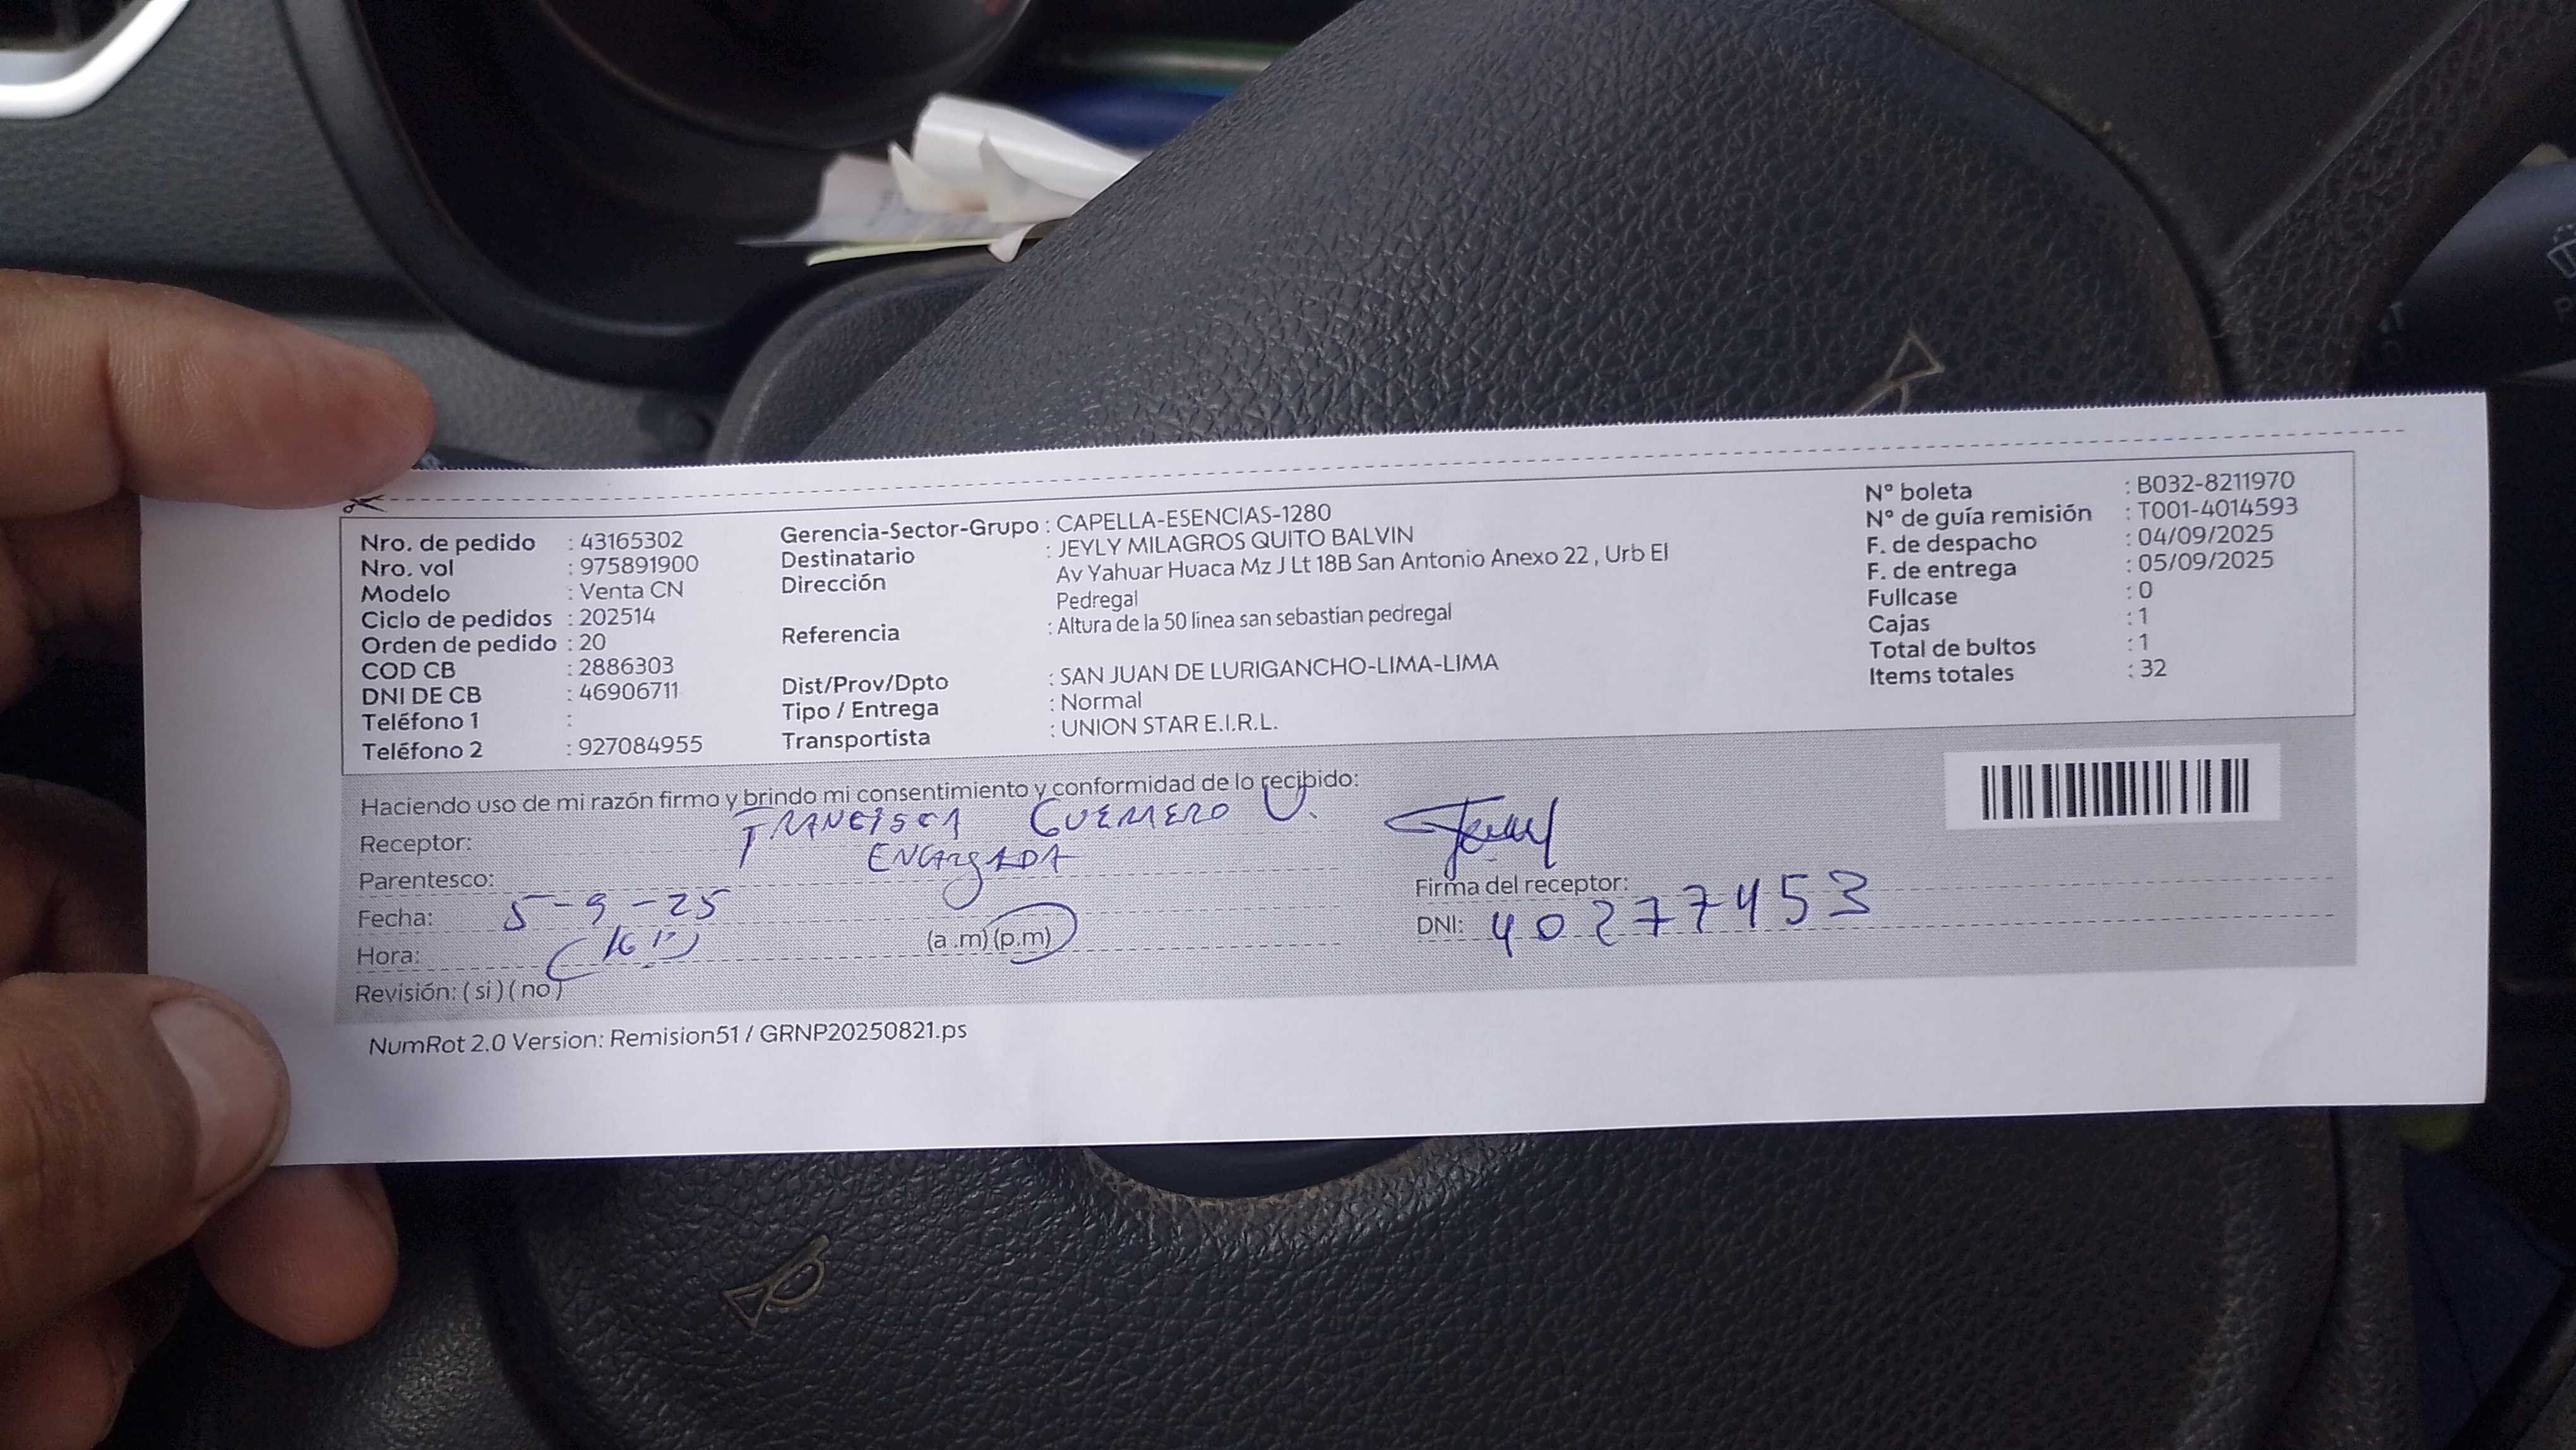 Nro. de pedido : 43165302
Nro. vol : 975891900
Modelo : Venta CN
Ciclo de pedidos : 202514
Orden de pedido : 20
COD CB : 2886303
DNI DE CB : 46906711
Teléfono 1 :
Teléfono 2 : 927084955
Gerencia-Sector-Grupo : CAPELLA-ESENCIAS-1280
Destinatario : JEYLY MILAGROS QUITO BALVIN
Dirección Av Yahuar Huaca Mz J Lt 18B San Antonio Anexo 22 , Urb El
Pedregal
Referencia : Altura de la 50 linea san sebastian pedregal
Dist/Prov/Dpto : SAN JUAN DE LURIGANCHO-LIMA-LIMA
Tipo / Entrega : Normal
Transportista : UNION STAR E.I.R.L.
N° boleta : B032-8211970
N° de guía remisión : T001-4014593
F. de despacho : 04/09/2025
F. de entrega : 05/09/2025
Fullcase : 0
Cajas : 1
Total de bultos : 1
Items totales : 32
Haciendo uso de mi razón firmo y brindo mi consentimiento y conformidad de lo recibido:
Receptor: FRANCISCA GUERRERO U.
Parentesco: ENCARGADA
Fecha: 5-9-25
Hora: (a .m) (p.m)
Revisión: ( si ) ( no )
Firma del receptor:
DNI: 40277453
NumRot 2.0 Version: Remision51 / GRNP20250821.ps